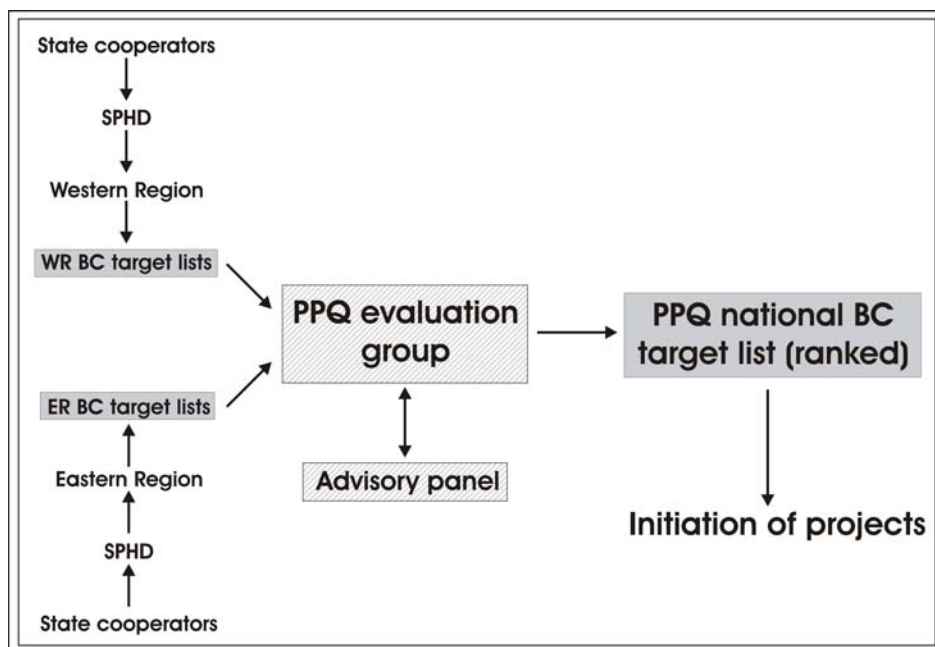 State cooperators
SPHD
Western Region
WR BC target lists
PPQ evaluation
group
PPQ national BC
target list (ranked)
ER BC target lists
Eastern Region
Advisory panel
Initiation of projects
SPHD
State cooperators